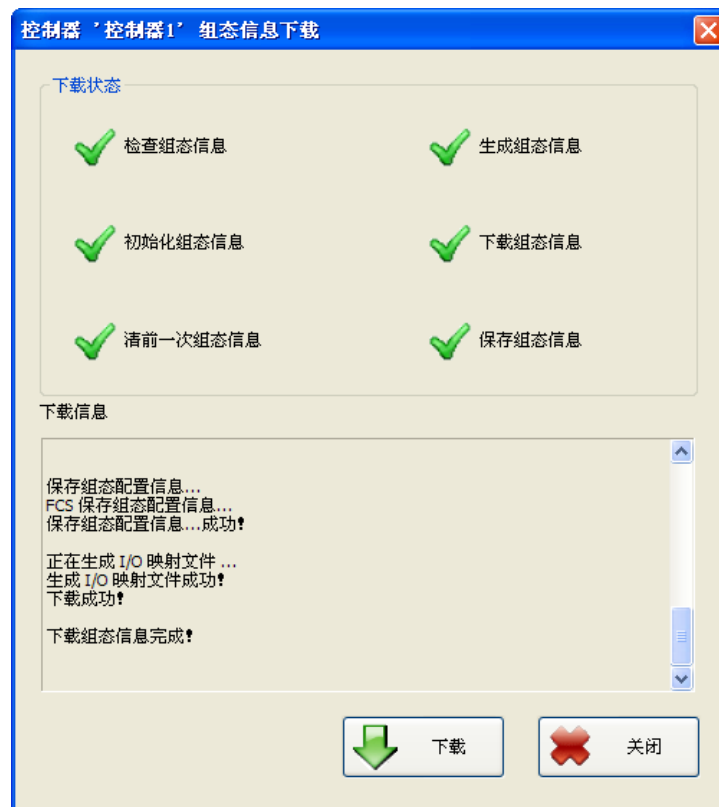 控制器 '控制器1' 组态信息下载
下载状态
检查组态信息
生成组态信息
初始化组态信息
下载组态信息
清前一次组态信息
保存组态信息
下载信息
保存组态配置信息...
FCS 保存组态配置信息...
保存组态配置信息...成功!
正在生成 I/O 映射文件 ...
生成 I/O 映射文件成功!
下载成功!
下载组态信息完成!
下载
关闭